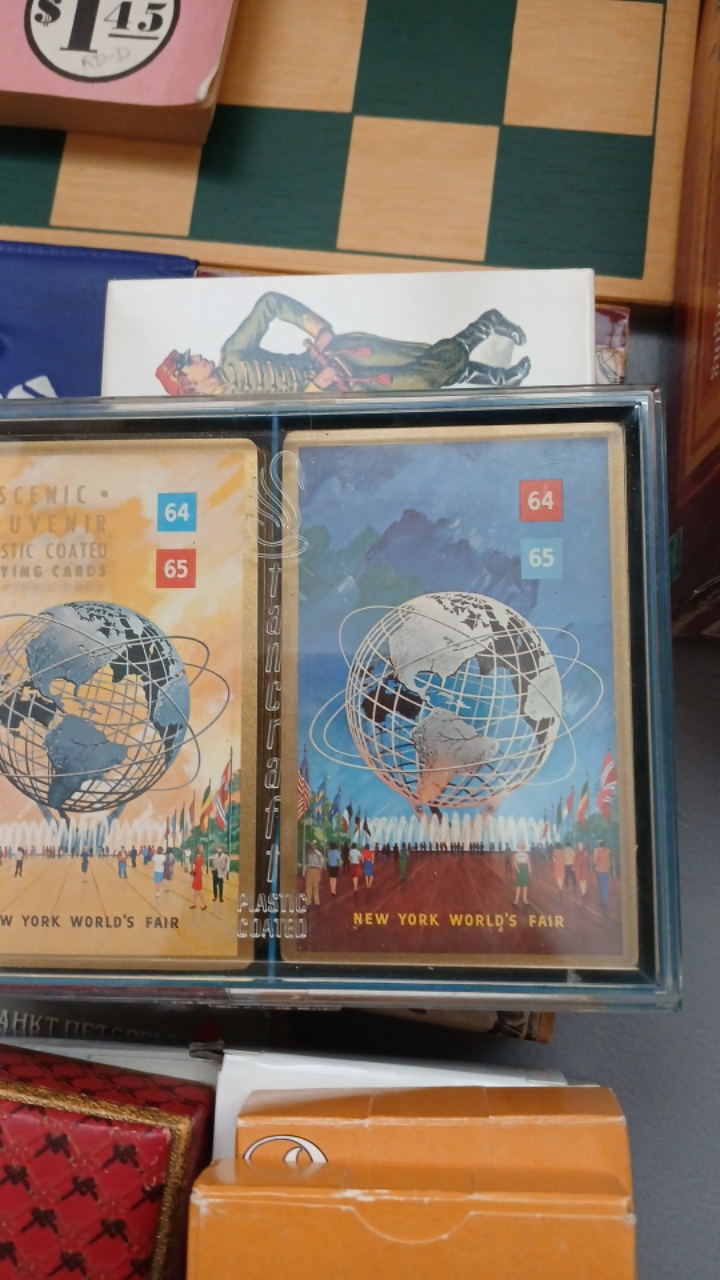 $1.45
RD-D
SCENIC •
UVENIR
STIC COATED
YING CARDS
64
65
W YORK WORLD'S FAIR
Stancraft
PLASTIC
COATED
64
65
NEW YORK WORLD'S FAIR